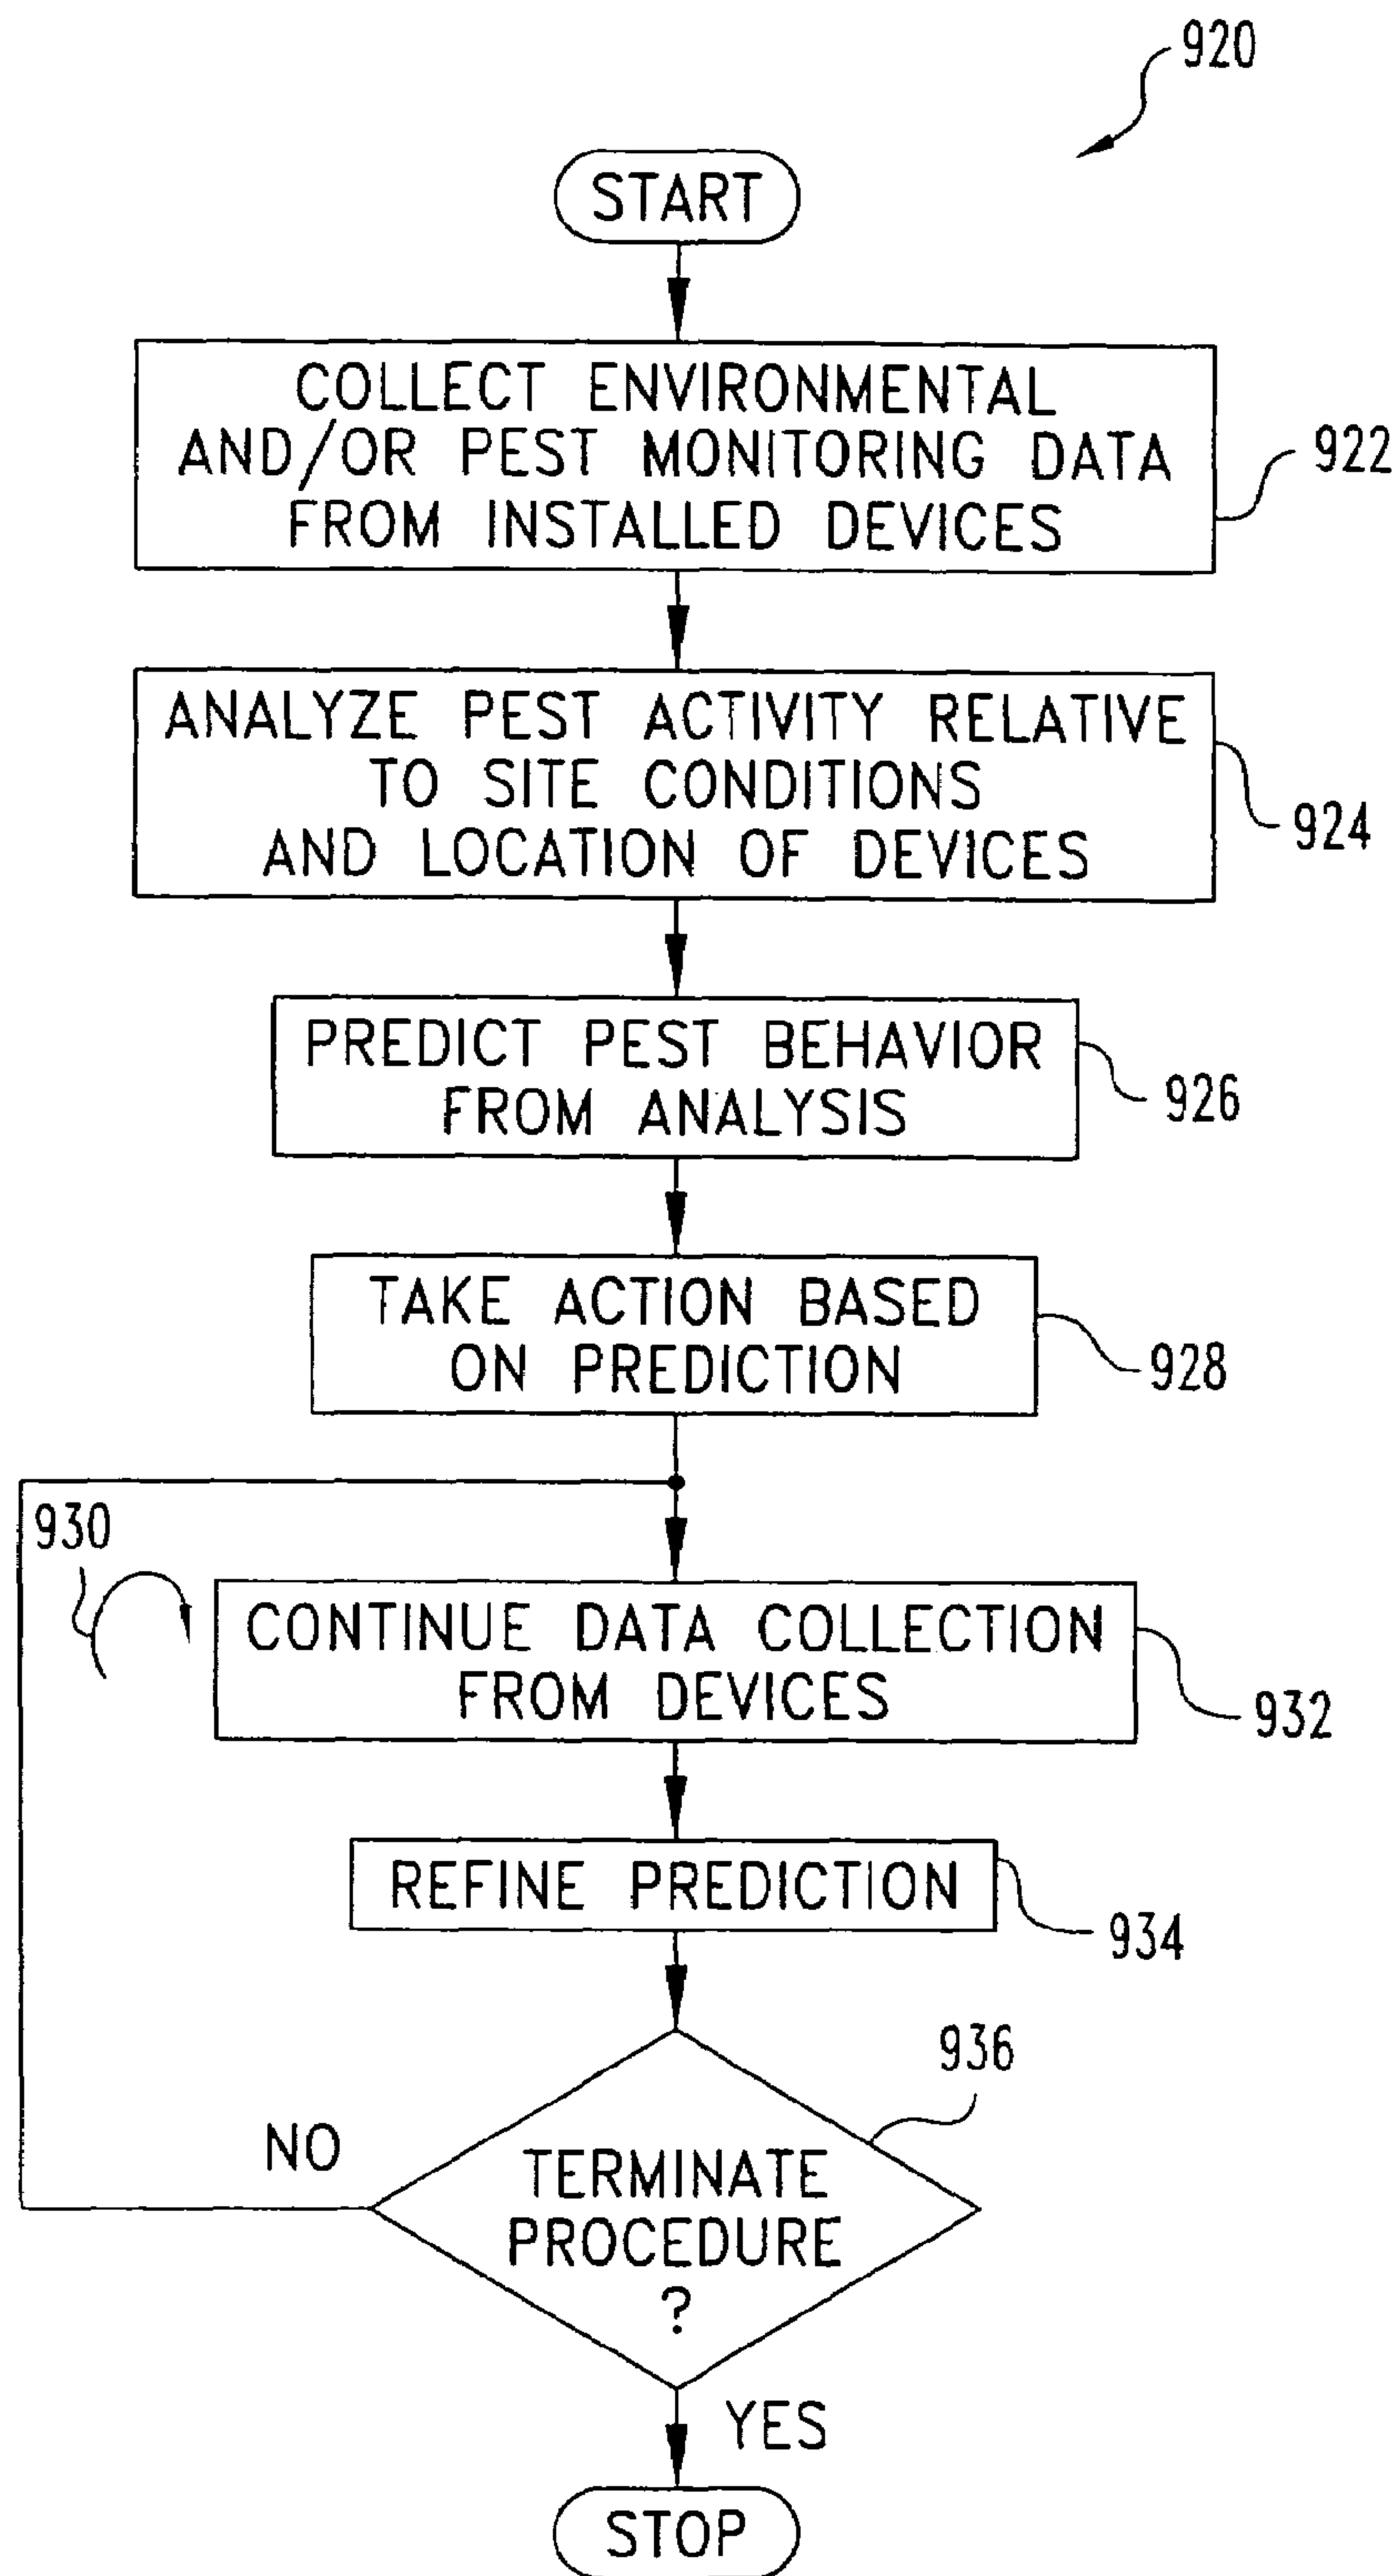 920
START
COLLECT ENVIRONMENTAL
AND/OR PEST MONITORING DATA
FROM INSTALLED DEVICES
922
ANALYZE PEST ACTIVITY RELATIVE
TO SITE CONDITIONS
AND LOCATION OF DEVICES
924
PREDICT PEST BEHAVIOR
FROM ANALYSIS
926
TAKE ACTION BASED
ON PREDICTION
928
930
CONTINUE DATA COLLECTION
FROM DEVICES
932
REFINE PREDICTION
934
936
NO
TERMINATE
PROCEDURE
?
YES
STOP